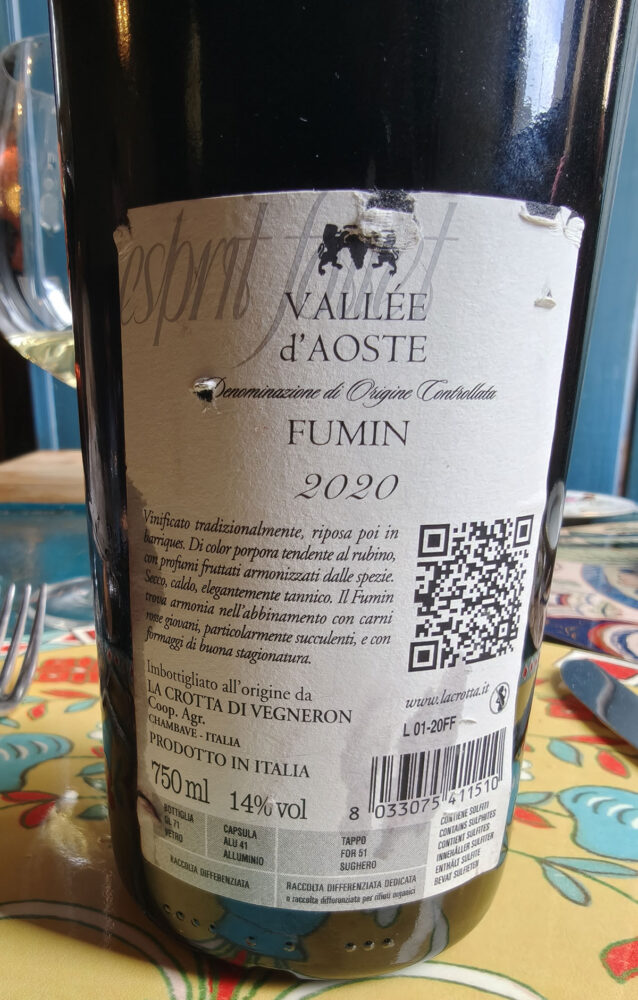 esprit follet
VALLÉE
d'AOSTE
Denominazione di Origine Controllata
FUMIN
2020
Vinificato tradizionalmente, riposa poi in
barriques. Di color porpora tendente al rubino,
con profumi fruttati armonizzati dalle spezie.
Secco, caldo, elegantemente tannico. Il Fumin
trova armonia nell'abbinamento con carni
rosse giovani, particolarmente succulenti, e con
formaggi di buona stagionatura.
Imbottigliato all'origine da
LA CROTTA DI VEGNERON
Coop. Agr.
CHAMBAVE - ITALIA
PRODOTTO IN ITALIA
750 ml 14% vol
www.lacrotta.it
L 01-20FF
8 033075 411510
BOTTIGLIA
GL 71
VETRO
CAPSULA
ALU 41
ALLUMINIO
TAPPO
FOR 51
SUGHERO
RACCOLTA DIFFERENZIATA
RACCOLTA DIFFERENZIATA DEDICATA
o raccolta differenziata per rifiuti organici
CONTIENE SOLFITI
CONTAINS SULPHITES
CONTIENT SULFITES
INNEHÅLLER SULFITER
ENTHÄLT SULFITE
BEVAT SULFIETEN